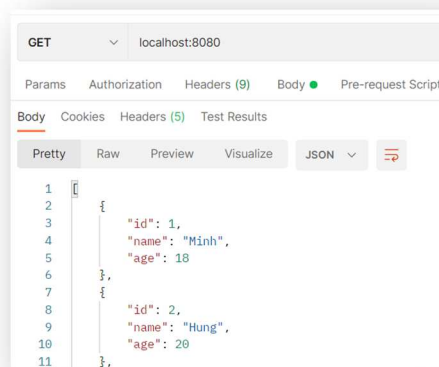 GET localhost:8080
Params Authorization Headers (9) Body Pre-request Script
Body Cookies Headers (5) Test Results
Pretty Raw Preview Visualize JSON
1 [
2 {
3 "id": 1,
4 "name": "Minh",
5 "age": 18
6 },
7 {
8 "id": 2,
9 "name": "Hung",
10 "age": 20
11 },